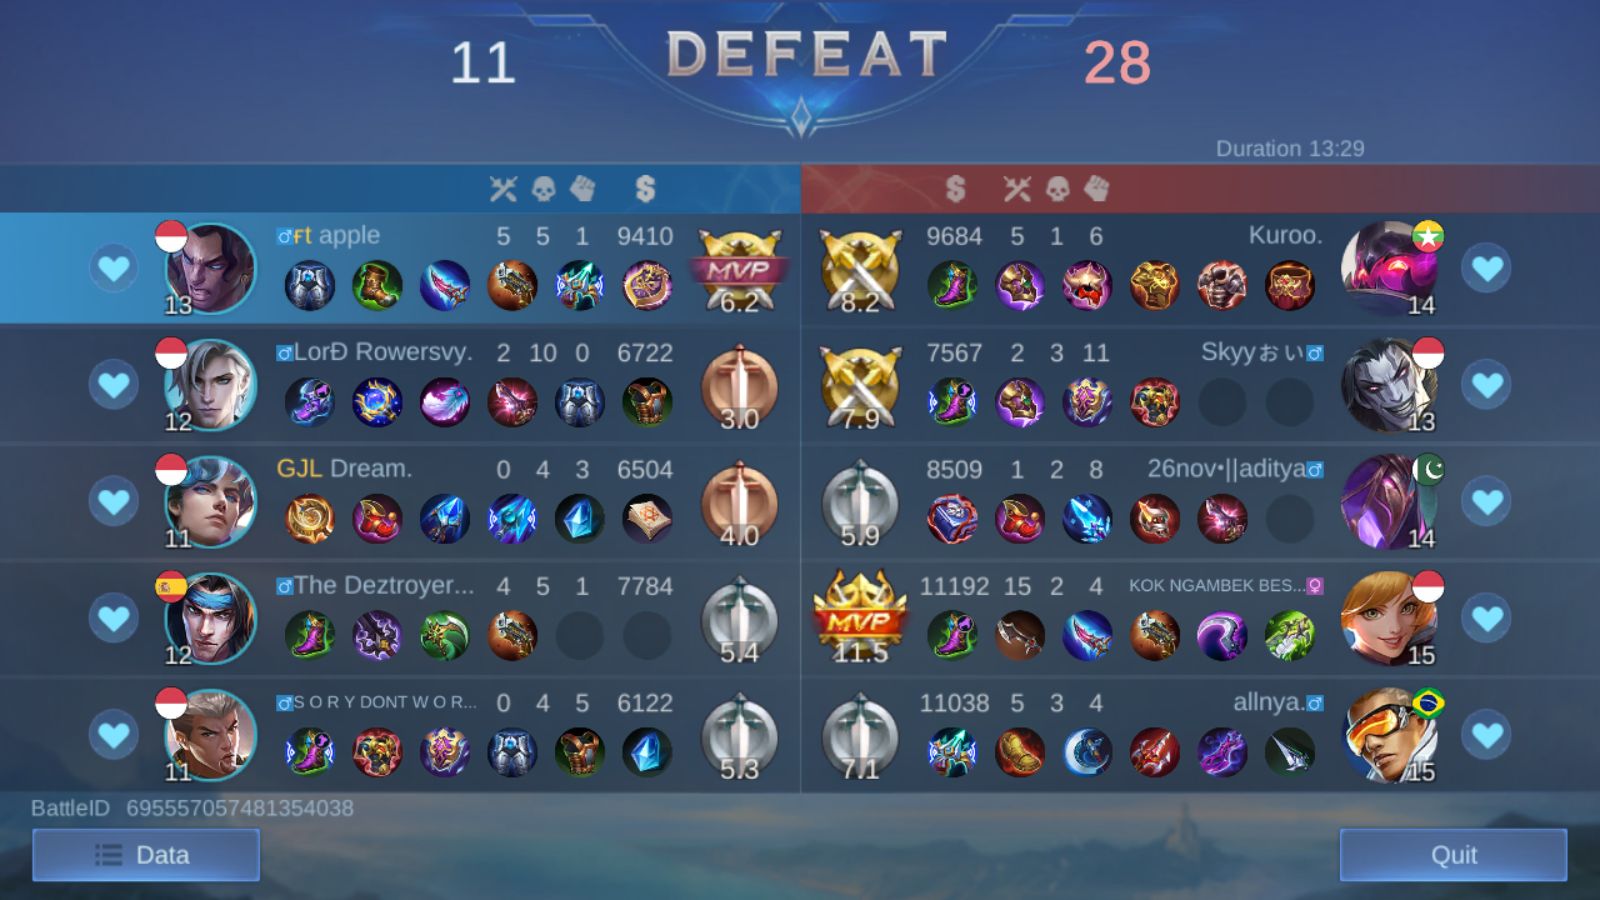 11 DEFEAT 28
Duration 13:29
ft apple 5 5 1 9410 MVP 6.2 13
8.2 9684 5 1 6 Kuroo. 14
LorĐ Rowersvy. 2 10 0 6722 3.0 12
7.9 7567 2 3 11 Skyyおい 13
GJL Dream. 0 4 3 6504 4.0 11
5.9 8509 1 2 8 26nov•||aditya 14
The Deztroyer... 4 5 1 7784 5.4 12
MVP 11.5 11192 15 2 4 KOK NGAMBEK BES... 15
S O R Y DONT W O R... 0 4 5 6122 5.3 11
7.1 11038 5 3 4 allnya. 15
BattleID 695557057481354038
Data
Quit